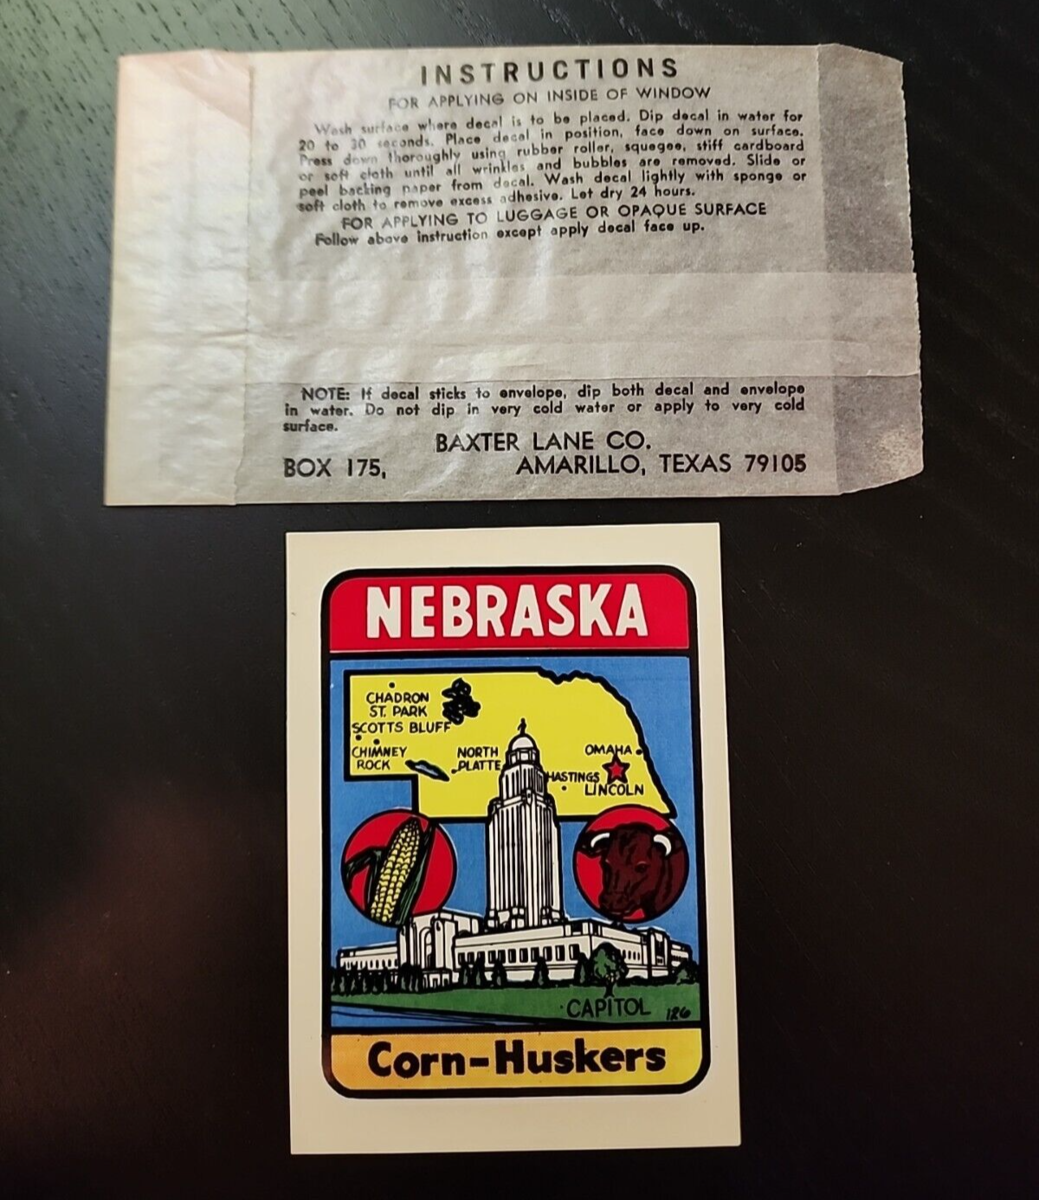 INSTRUCTIONS
FOR APPLYING ON INSIDE OF WINDOW
Wash surface where decal is to be placed. Dip decal in water for
20 to 30 seconds. Place decal in position, face down on surface.
Press down thoroughly using rubber roller, squegee, stiff cardboard
or soft cloth until all wrinkles and bubbles are removed. Slide or
peel backing paper from decal. Wash decal lightly with sponge or
soft cloth to remove excess adhesive. Let dry 24 hours.
FOR APPLYING TO LUGGAGE OR OPAQUE SURFACE
Follow above instruction except apply decal face up.
NOTE: If decal sticks to envelope, dip both decal and envelope
in water. Do not dip in very cold water or apply to very cold
surface.
BAXTER LANE CO.
BOX 175, AMARILLO, TEXAS 79105
NEBRASKA
CHADRON
ST. PARK
SCOTTS BLUFF
CHIMNEY
ROCK
NORTH
PLATTE
OMAHA
HASTINGS
LINCOLN
CAPITOL 126
Corn-Huskers